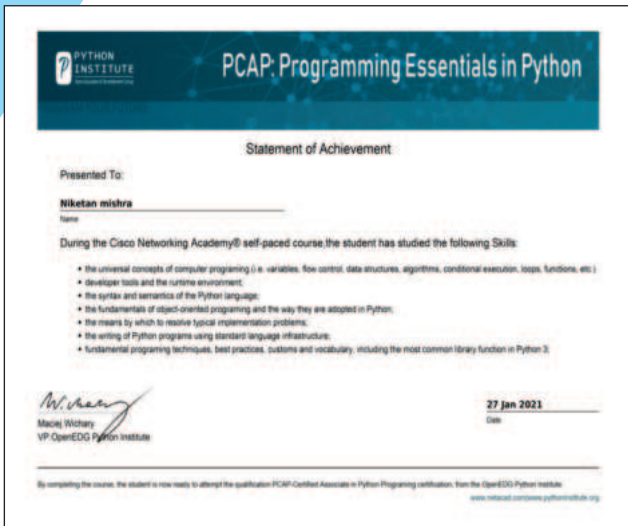 PYTHON
INSTITUTE
PCAP: Programming Essentials in Python
Statement of Achievement
Presented To:
Niketan mishra
Name
During the Cisco Networking Academy® self-paced course,the student has studied the following Skills:
• the universal concepts of computer programing (i.e. variables, flow control, data structures, algorithms, conditional execution, loops, functions, etc.)
• developer tools and the runtime environment;
• the syntax and semantics of the Python language;
• the fundamentals of object-oriented programing and the way they are adopted in Python;
• the means by which to resolve typical implementation problems;
• the writing of Python programs using standard language infrastructure;
• fundamental programing techniques, best practices, customs and vocabulary, including the most common library function in Python 3;
27 Jan 2021
Date
Maciej Wichary
VP OpenEDG Python Institute
By completing the course, the student is now ready to attempt the qualification PCAP-Certified Associate in Python Programing certification, from the OpenEDG Python Institute.